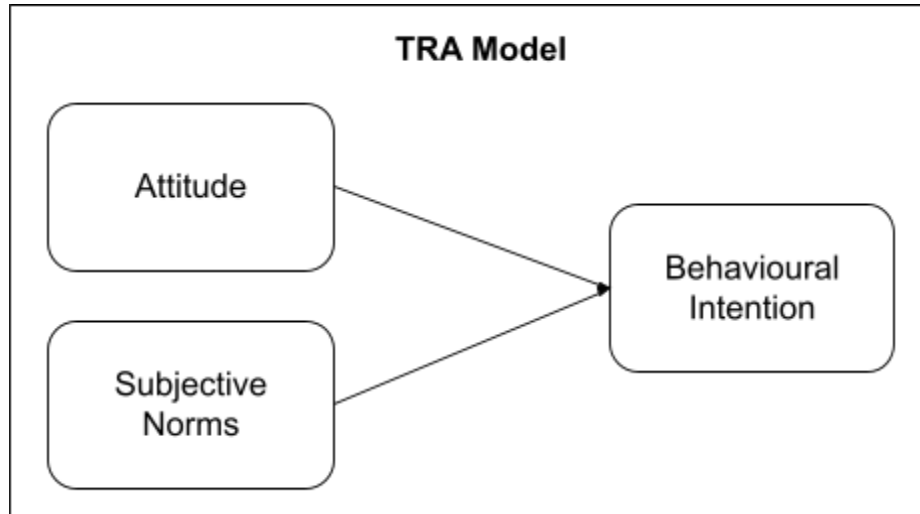 TRA Model
Attitude
Behavioural
Intention
Subjective
Norms